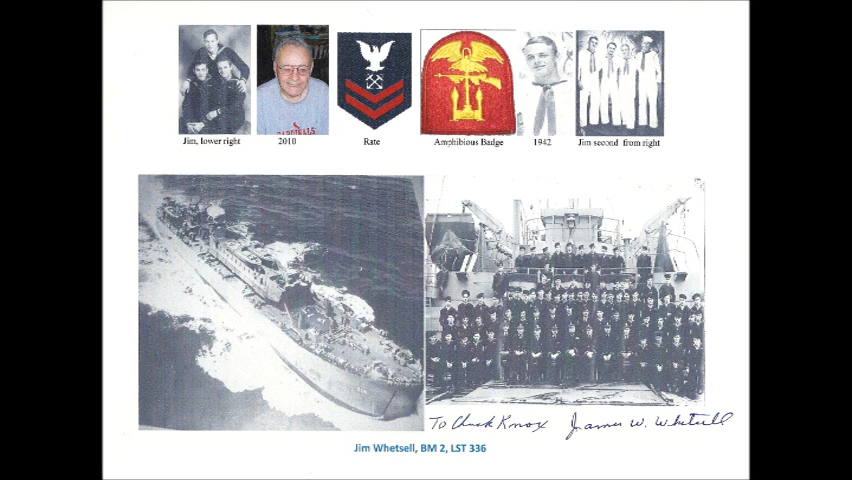 CARDINALS
Jim, lower right
2010
Rate
Amphibious Badge
1942
Jim second from right
To Chuck Knox James W. Whetsell
Jim Whetsell, BM 2, LST 336